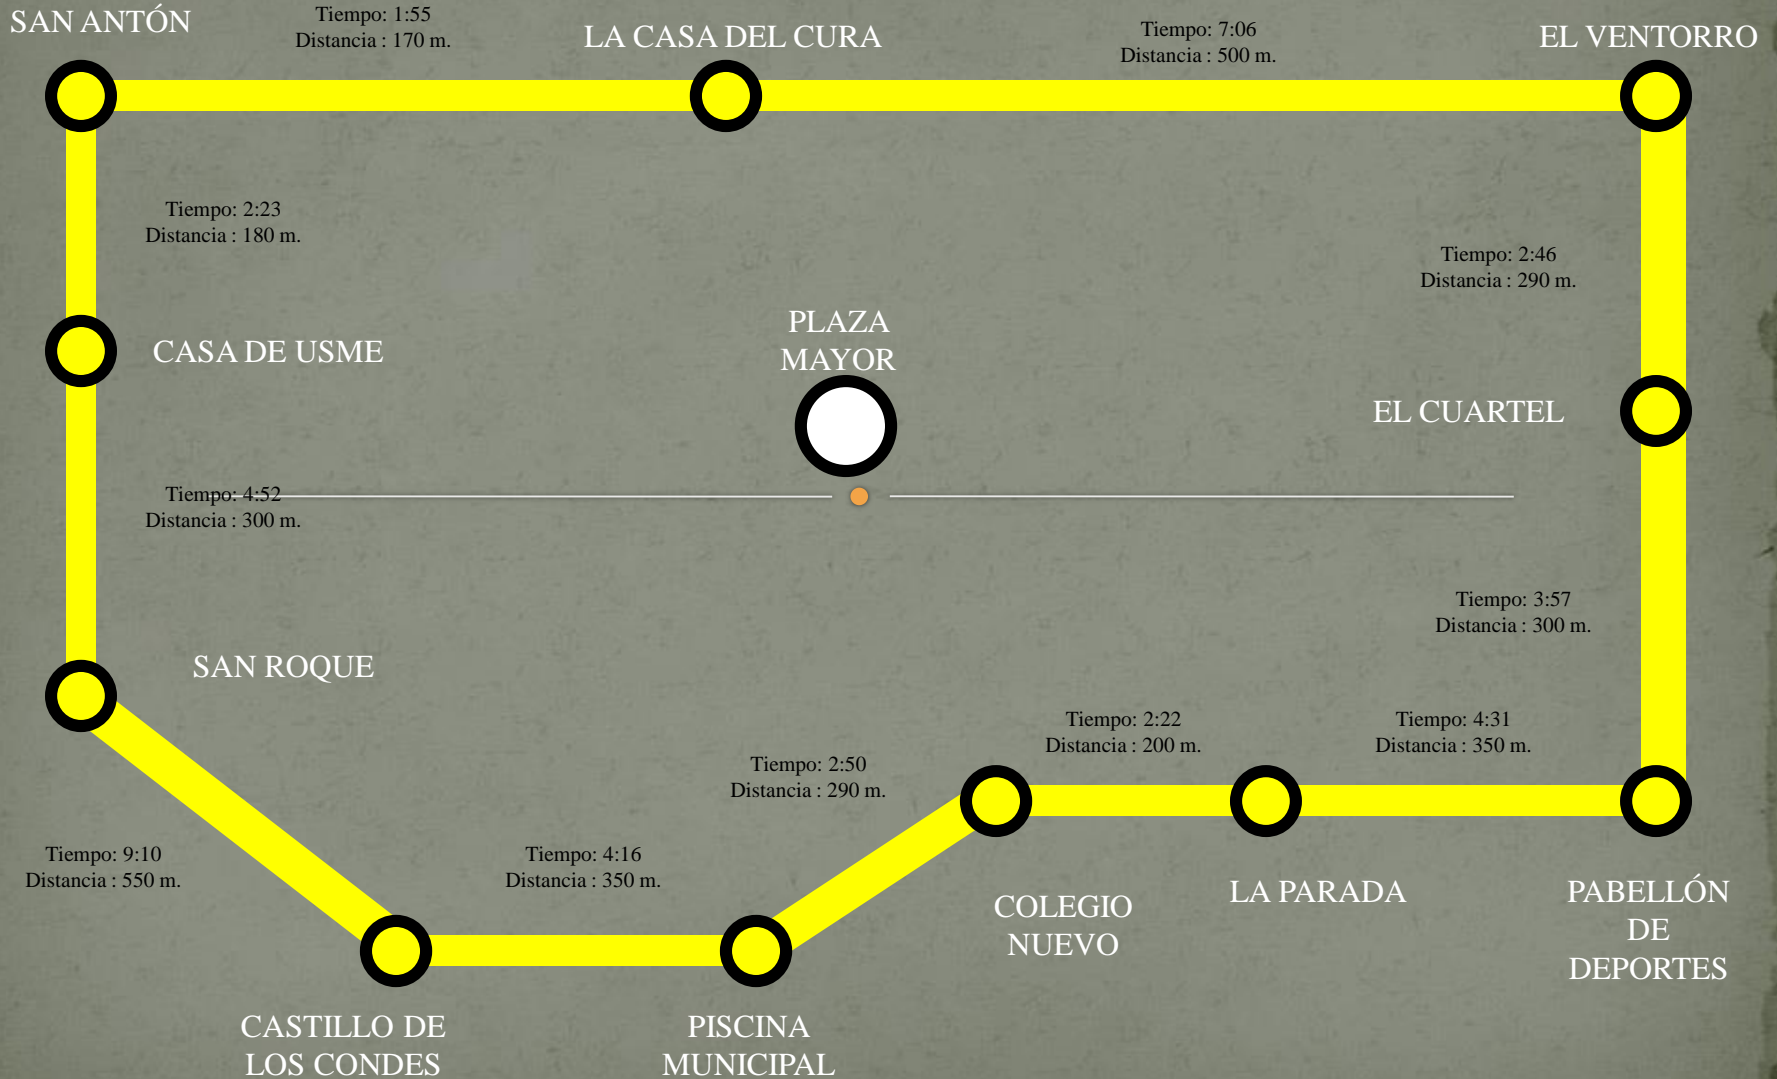 SAN ANTÓN
Tiempo: 1:55
Distancia : 170 m.
LA CASA DEL CURA
Tiempo: 7:06
Distancia : 500 m.
EL VENTORRO
Tiempo: 2:23
Distancia : 180 m.
Tiempo: 2:46
Distancia : 290 m.
CASA DE USME
PLAZA
MAYOR
EL CUARTEL
Tiempo: 4:52
Distancia : 300 m.
Tiempo: 3:57
Distancia : 300 m.
SAN ROQUE
Tiempo: 2:22
Distancia : 200 m.
Tiempo: 4:31
Distancia : 350 m.
Tiempo: 2:50
Distancia : 290 m.
Tiempo: 9:10
Distancia : 550 m.
Tiempo: 4:16
Distancia : 350 m.
COLEGIO
NUEVO
LA PARADA
PABELLÓN
DE
DEPORTES
CASTILLO DE
LOS CONDES
PISCINA
MUNICIPAL